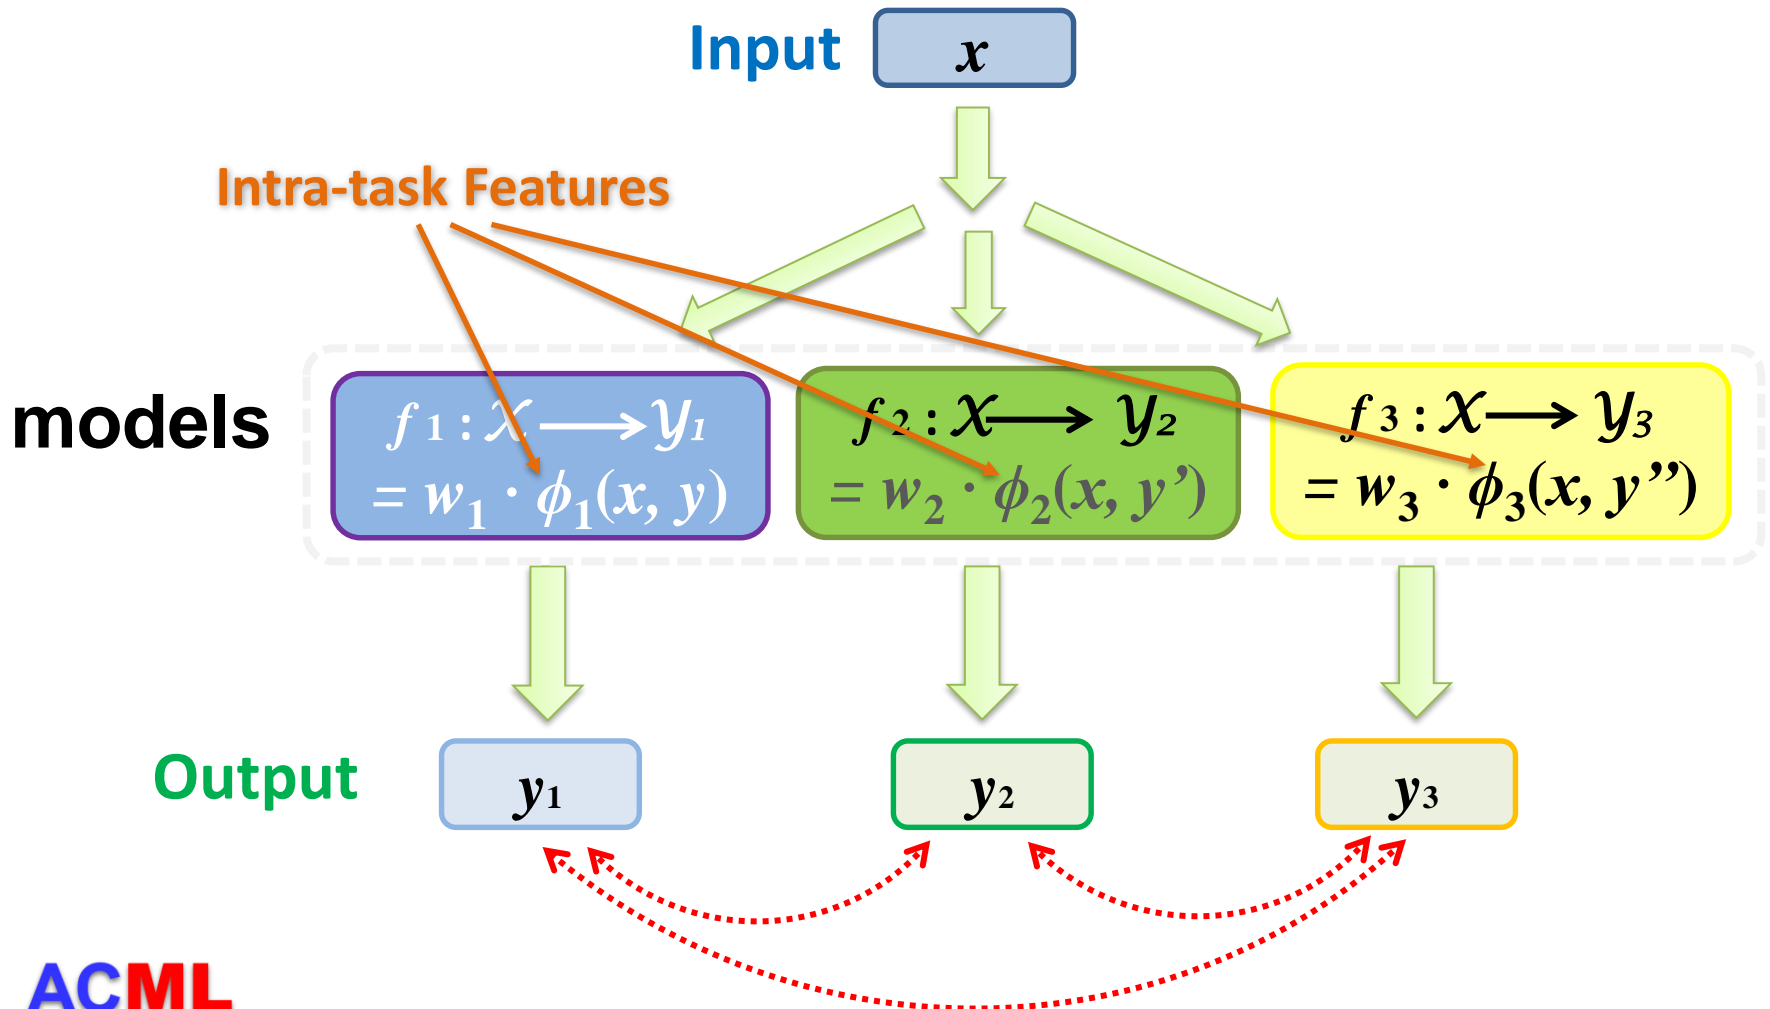 Input
x
Intra-task Features
models
f 1 : X ⟶ y1
= w1 · ϕ1(x, y)
f 2 : X ⟶ y2
= w2 · ϕ2(x, y’)
f 3 : X ⟶ y3
= w3 · ϕ3(x, y’’)
Output
y1
y2
y3
ACML